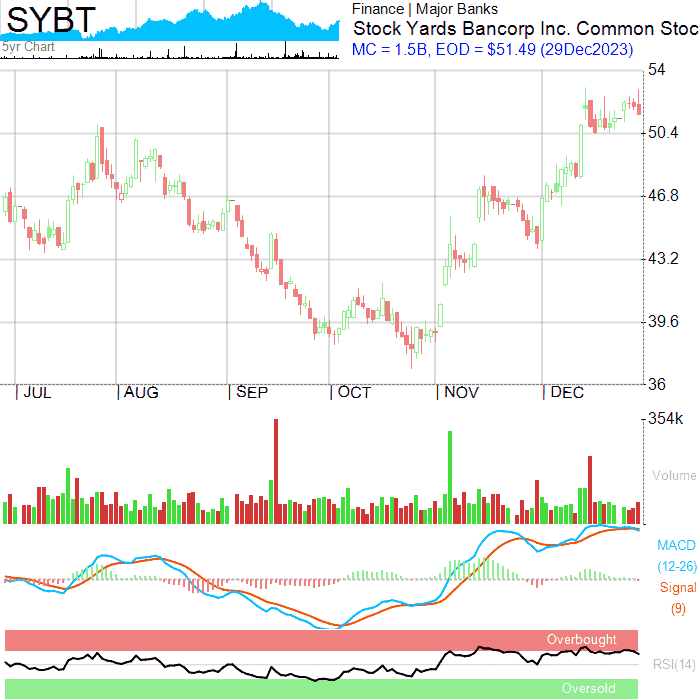 SYBT
5yr Chart
Finance | Major Banks
Stock Yards Bancorp Inc. Common Stoc
MC = 1.5B, EOD = $51.49 (29Dec2023)
54
50.4
46.8
43.2
39.6
36
JUL AUG SEP OCT NOV DEC
354k
Volume
MACD
(12-26)
Signal
(9)
Overbought
RSI(14)
Oversold